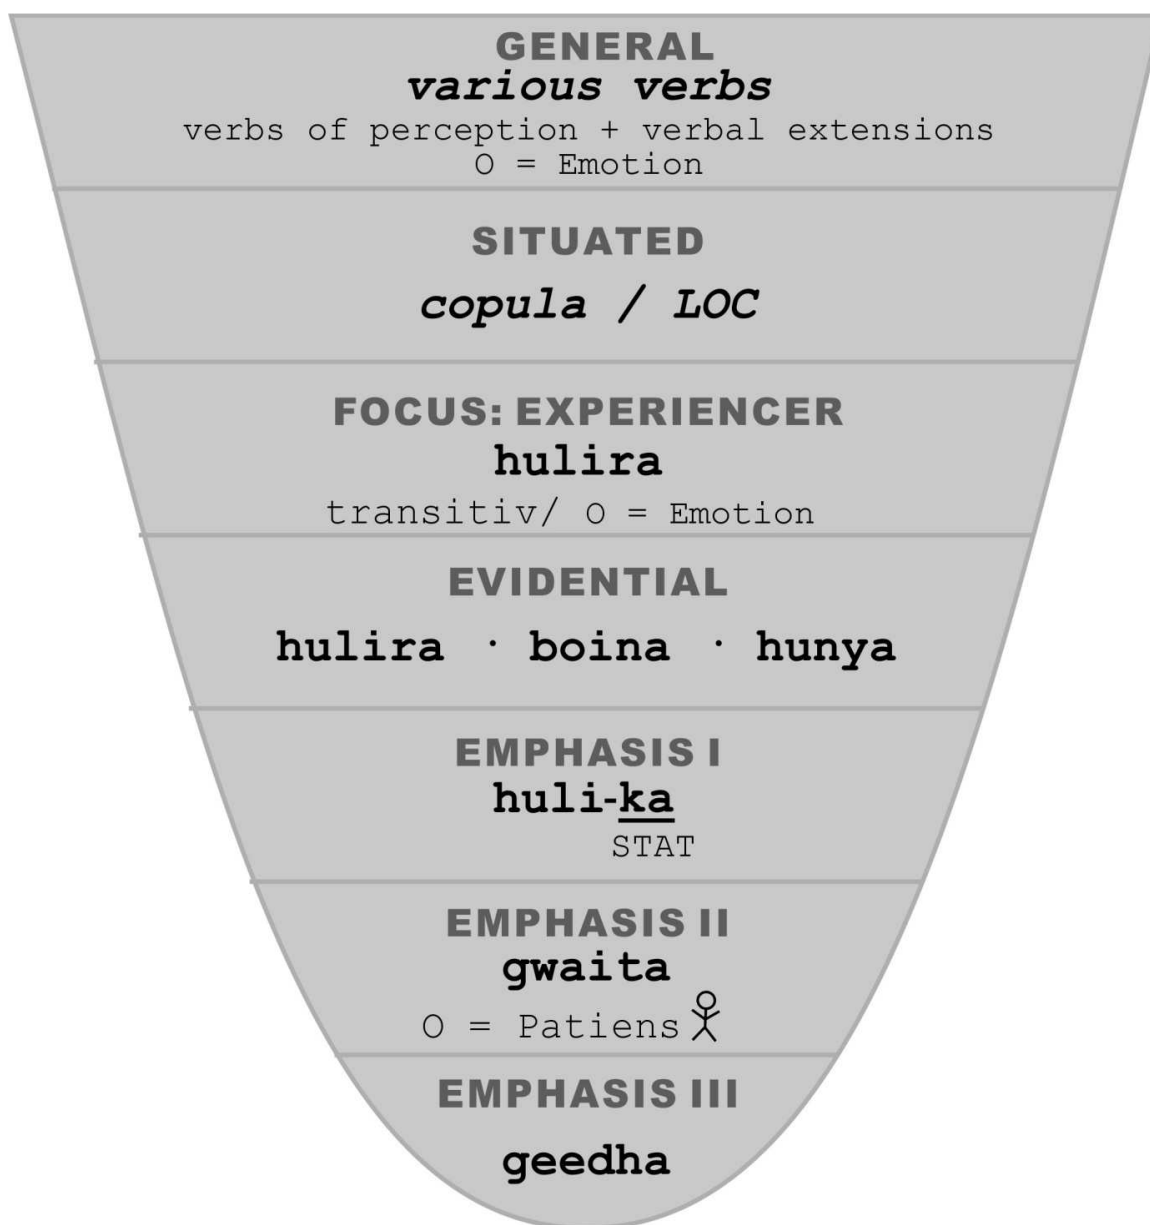 GENERAL
various verbs
verbs of perception + verbal extensions
O = Emotion
SITUATED
copula / LOC
FOCUS: EXPERIENCER
hulira
transitiv/ O = Emotion
EVIDENTIAL
hulira · boina · hunya
EMPHASIS I
huli-ka
STAT
EMPHASIS II
gwaita
O = Patiens
EMPHASIS III
geedha